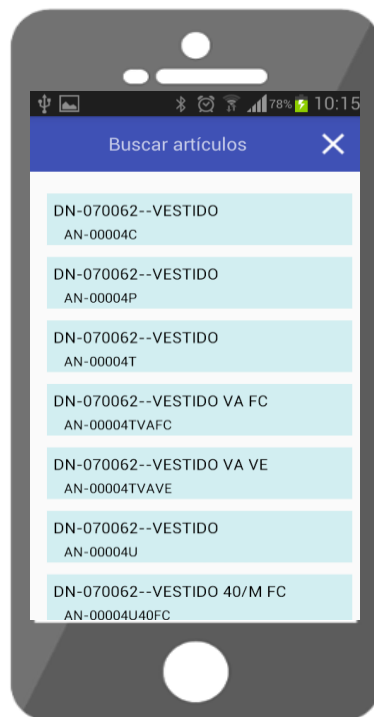 78% 10:15
Buscar artículos
DN-070062--VESTIDO
AN-00004C
DN-070062--VESTIDO
AN-00004P
DN-070062--VESTIDO
AN-00004T
DN-070062--VESTIDO VA FC
AN-00004TVAFC
DN-070062--VESTIDO VA VE
AN-00004TVAVE
DN-070062--VESTIDO
AN-00004U
DN-070062--VESTIDO 40/M FC
AN-00004U40FC